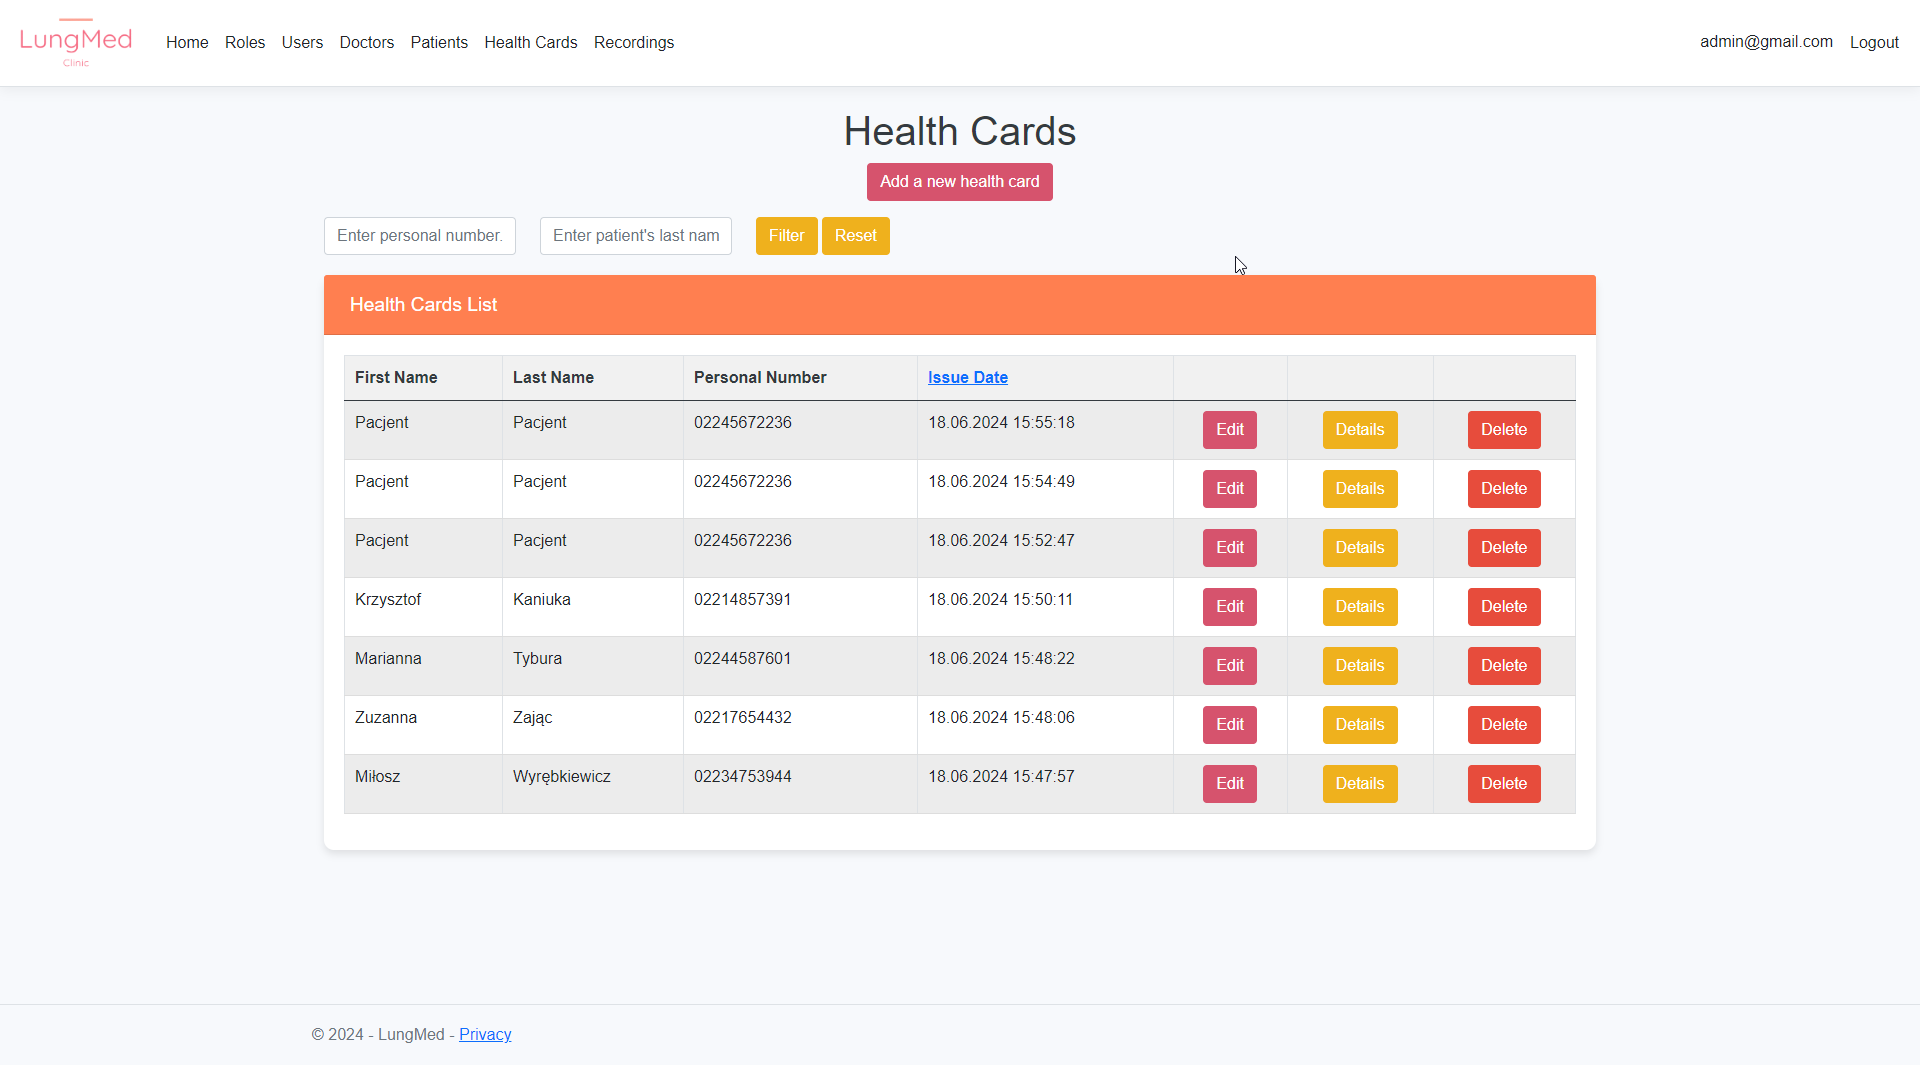 LungMed
Clinic
Home Roles Users Doctors Patients Health Cards Recordings admin@gmail.com Logout
Health Cards
Add a new health card
Enter personal number. Enter patient's last nam Filter Reset
Health Cards List
First Name Last Name Personal Number Issue Date
Pacjent Pacjent 02245672236 18.06.2024 15:55:18 Edit Details Delete
Pacjent Pacjent 02245672236 18.06.2024 15:54:49 Edit Details Delete
Pacjent Pacjent 02245672236 18.06.2024 15:52:47 Edit Details Delete
Krzysztof Kaniuka 02214857391 18.06.2024 15:50:11 Edit Details Delete
Marianna Tybura 02244587601 18.06.2024 15:48:22 Edit Details Delete
Zuzanna Zając 02217654432 18.06.2024 15:48:06 Edit Details Delete
Miłosz Wyrębkiewicz 02234753944 18.06.2024 15:47:57 Edit Details Delete
© 2024 - LungMed - Privacy